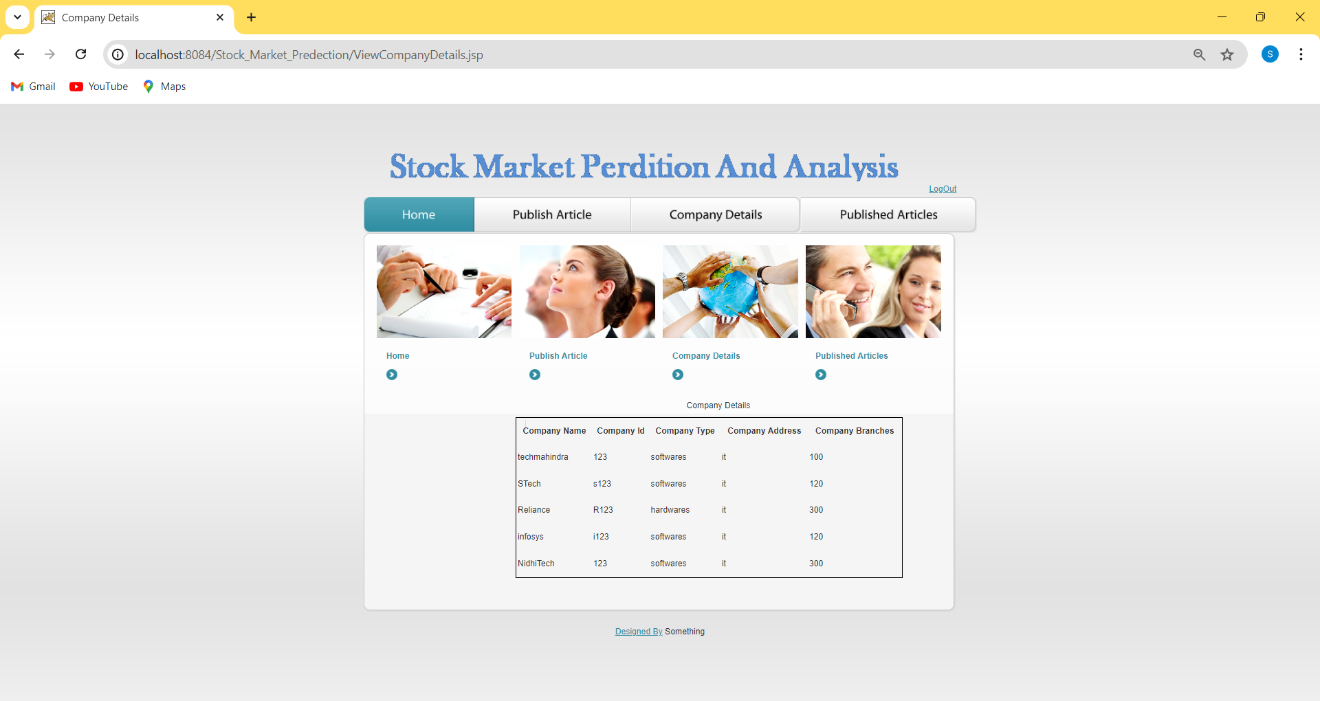 Company Details
localhost:8084/Stock_Market_Predection/ViewCompanyDetails.jsp
S
Gmail YouTube Maps
Stock Market Perdition And Analysis
LogOut
Home Publish Article Company Details Published Articles
Home Publish Article Company Details Published Articles
Company Details
Company Name Company Id Company Type Company Address Company Branches
techmahindra 123 softwares it 100
STech s123 softwares it 120
Reliance R123 hardwares it 300
infosys i123 softwares it 120
NidhiTech 123 softwares it 300
Designed By Something